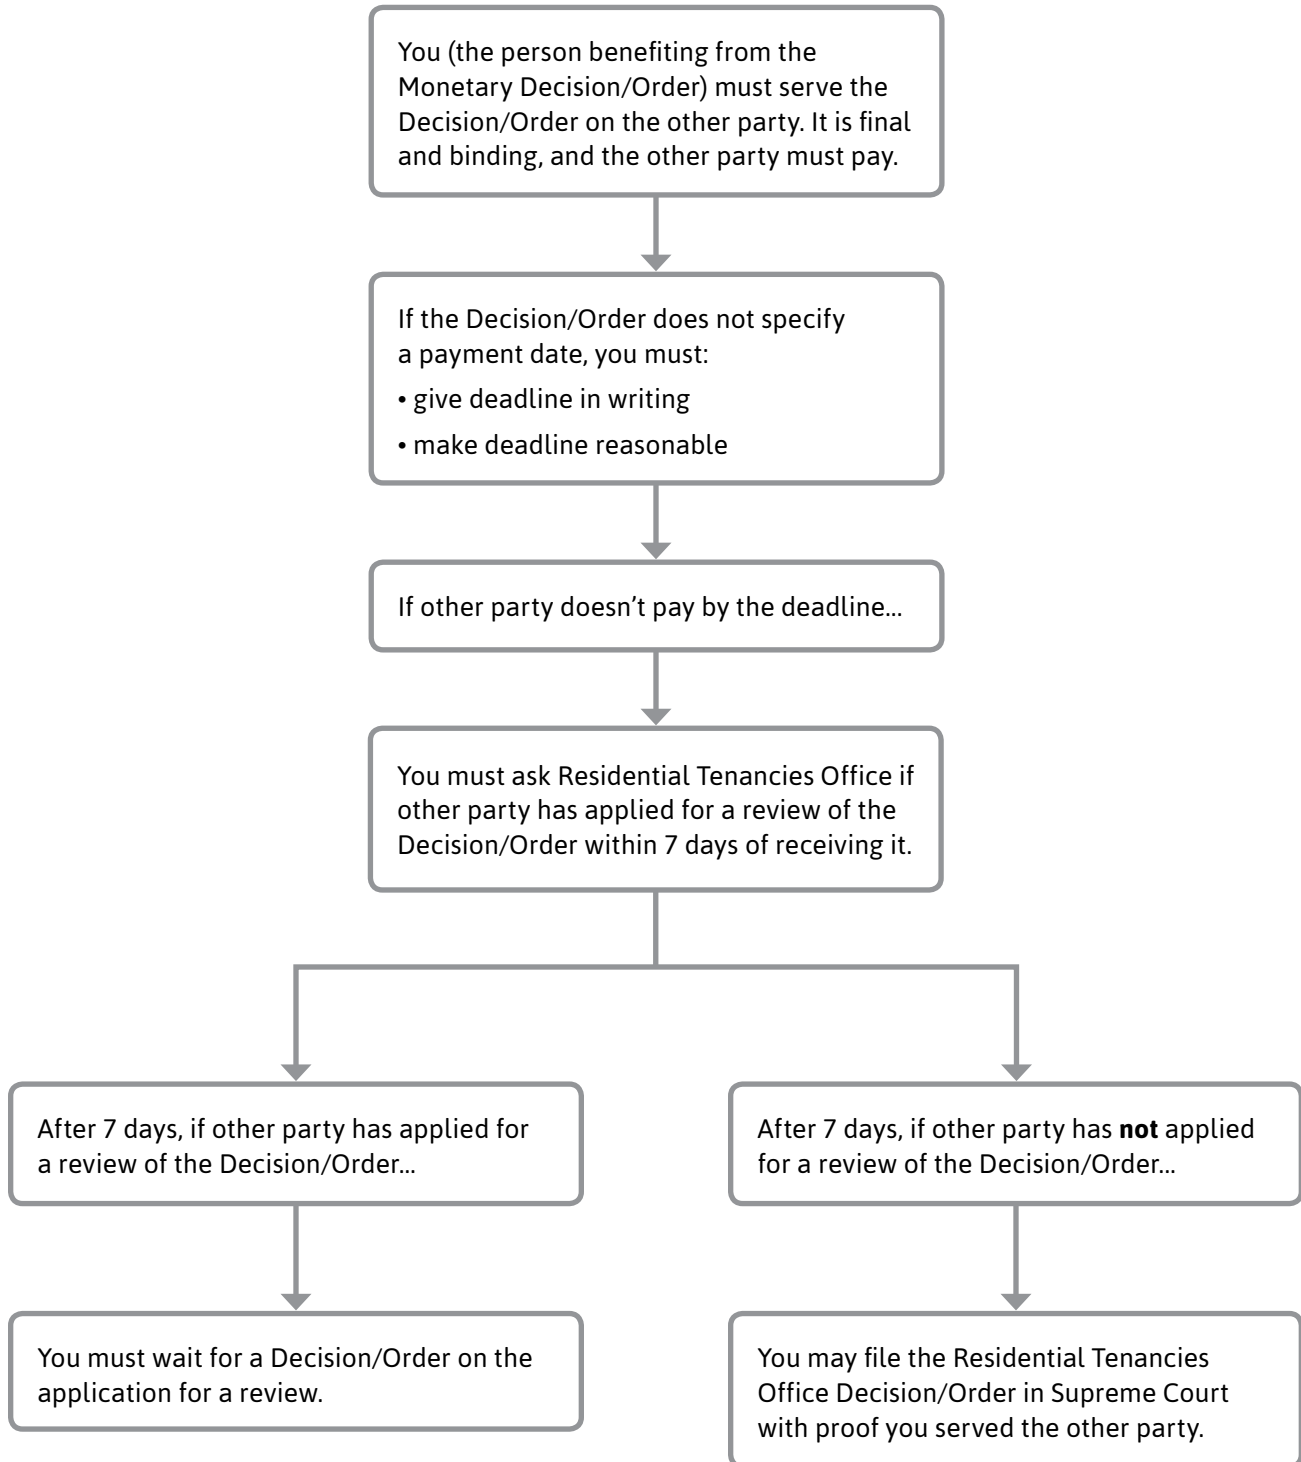 You (the person benefiting from the
Monetary Decision/Order) must serve the
Decision/Order on the other party. It is final
and binding, and the other party must pay.
If the Decision/Order does not specify
a payment date, you must:
• give deadline in writing
• make deadline reasonable
If other party doesn’t pay by the deadline...
You must ask Residential Tenancies Office if
other party has applied for a review of the
Decision/Order within 7 days of receiving it.
After 7 days, if other party has applied for
a review of the Decision/Order...
After 7 days, if other party has not applied
for a review of the Decision/Order...
You must wait for a Decision/Order on the
application for a review.
You may file the Residential Tenancies
Office Decision/Order in Supreme Court
with proof you served the other party.